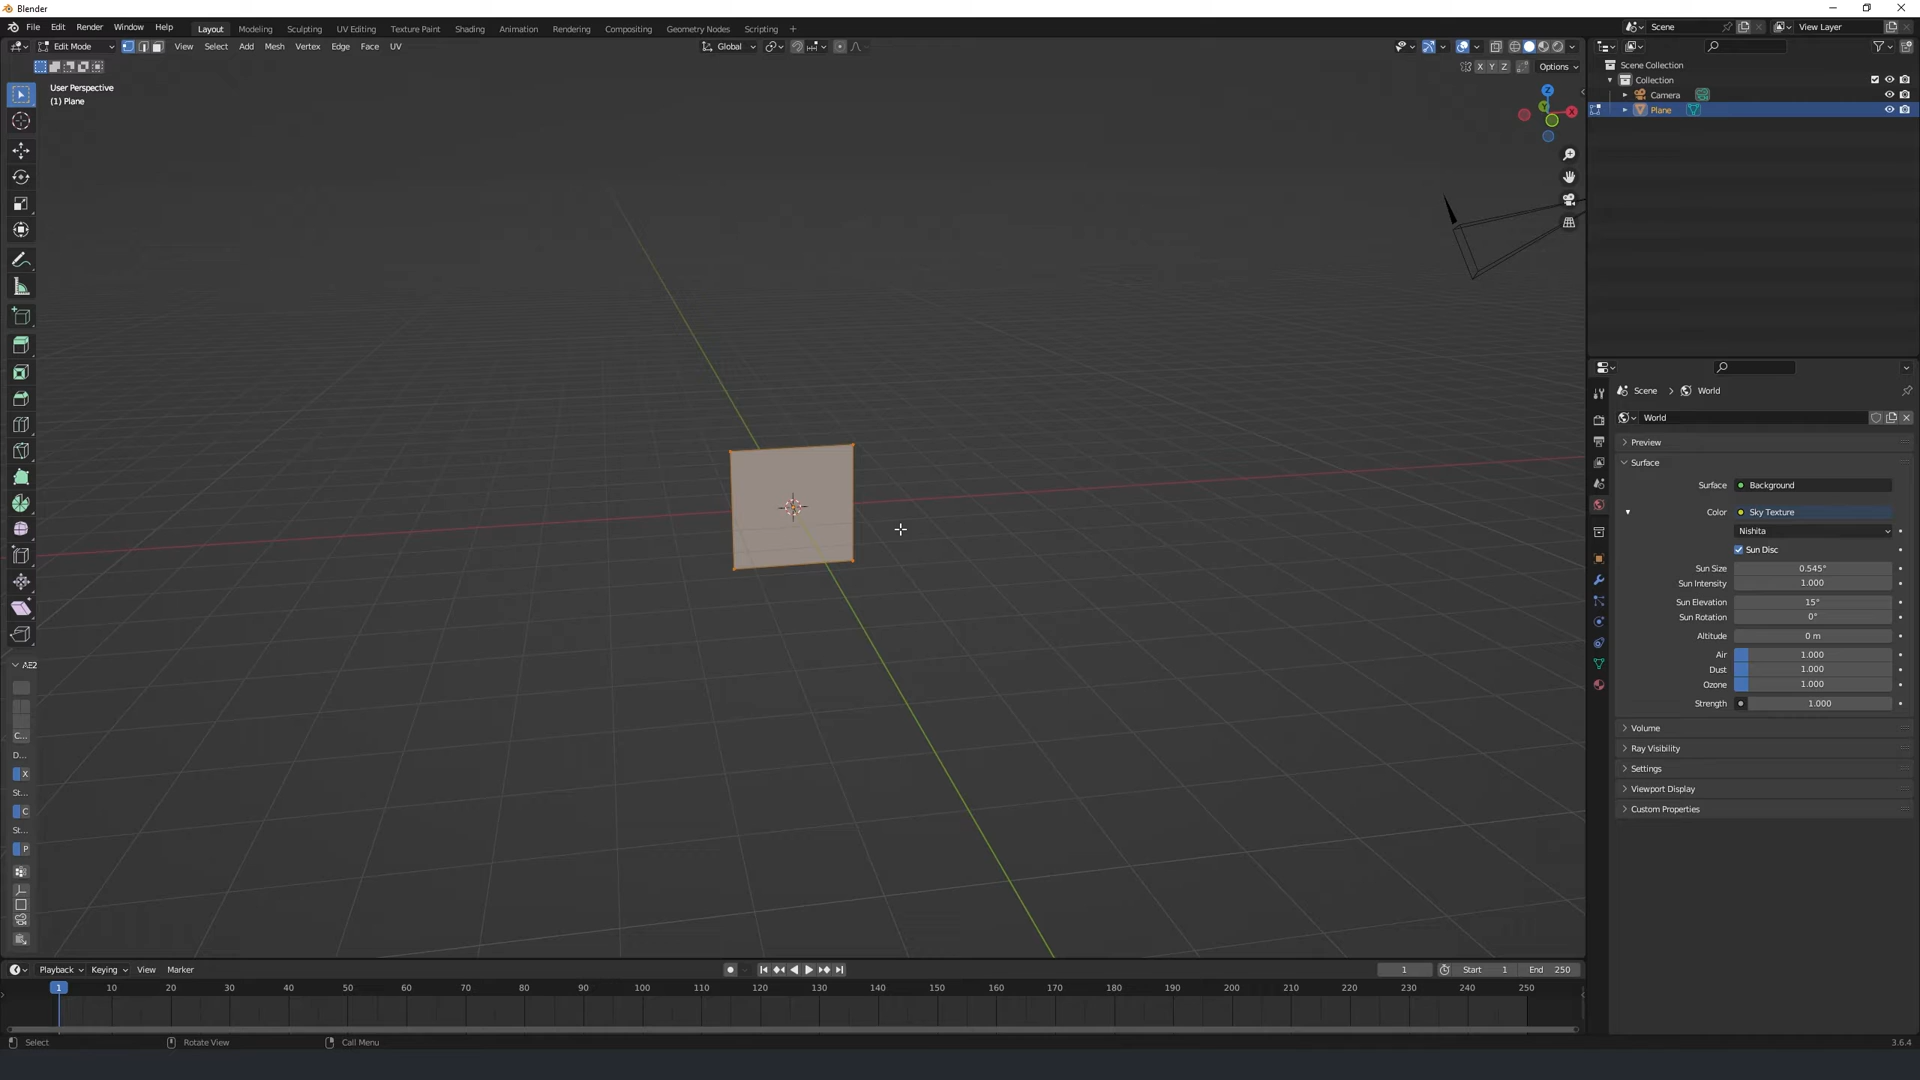 Blender
File Edit Render Window Help Layout Modeling Sculpting UV Editing Texture Paint Shading Animation Rendering Compositing Geometry Nodes Scripting + Scene View Layer
Edit Mode View Select Add Mesh Vertex Edge Face UV Global
X Y Z Options
User Perspective
(1) Plane
Z
Y
X
Scene Collection
Collection
Camera
Plane
Scene > World
World
Preview
Surface
Surface Background
Color Sky Texture
Nishita
Sun Disc
Sun Size 0.545°
Sun Intensity 1.000
Sun Elevation 15°
Sun Rotation 0°
Altitude 0 m
Air 1.000
Dust 1.000
Ozone 1.000
Strength 1.000
Volume
Ray Visibility
Settings
Viewport Display
Custom Properties
AE2
C...
D...
X
St...
C
St...
P
Playback Keying View Marker 1 Start 1 End 250
1 10 20 30 40 50 60 70 80 90 100 110 120 130 140 150 160 170 180 190 200 210 220 230 240 250
Select Rotate View Call Menu 3.6.4